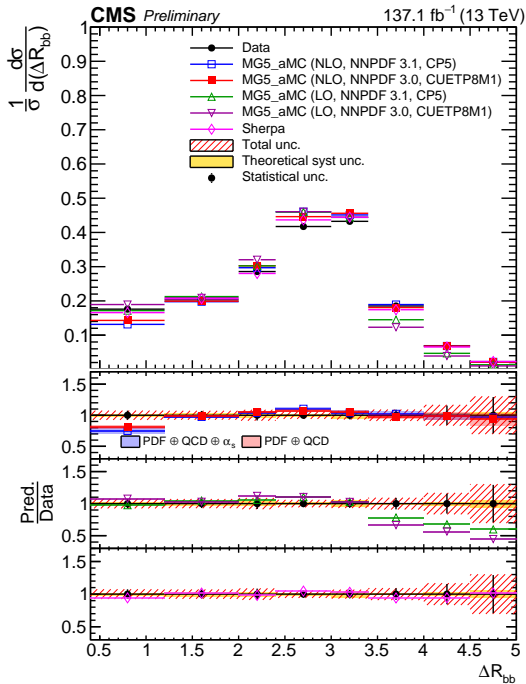 CMS Preliminary 137.1 fb⁻¹ (13 TeV)
1/σ dσ/d(ΔR_bb)
1
0.9
0.8
0.7
0.6
0.5
0.4
0.3
0.2
0.1
Data
MG5_aMC (NLO, NNPDF 3.1, CP5)
MG5_aMC (NLO, NNPDF 3.0, CUETP8M1)
MG5_aMC (LO, NNPDF 3.1, CP5)
MG5_aMC (LO, NNPDF 3.0, CUETP8M1)
Sherpa
Total unc.
Theoretical syst unc.
Statistical unc.
1.5
1
0.5
PDF ⊕ QCD ⊕ α_s PDF ⊕ QCD
Pred./Data
1.5
1
0.5
1.5
1
0.5
0.5 1 1.5 2 2.5 3 3.5 4 4.5 5
ΔR_bb